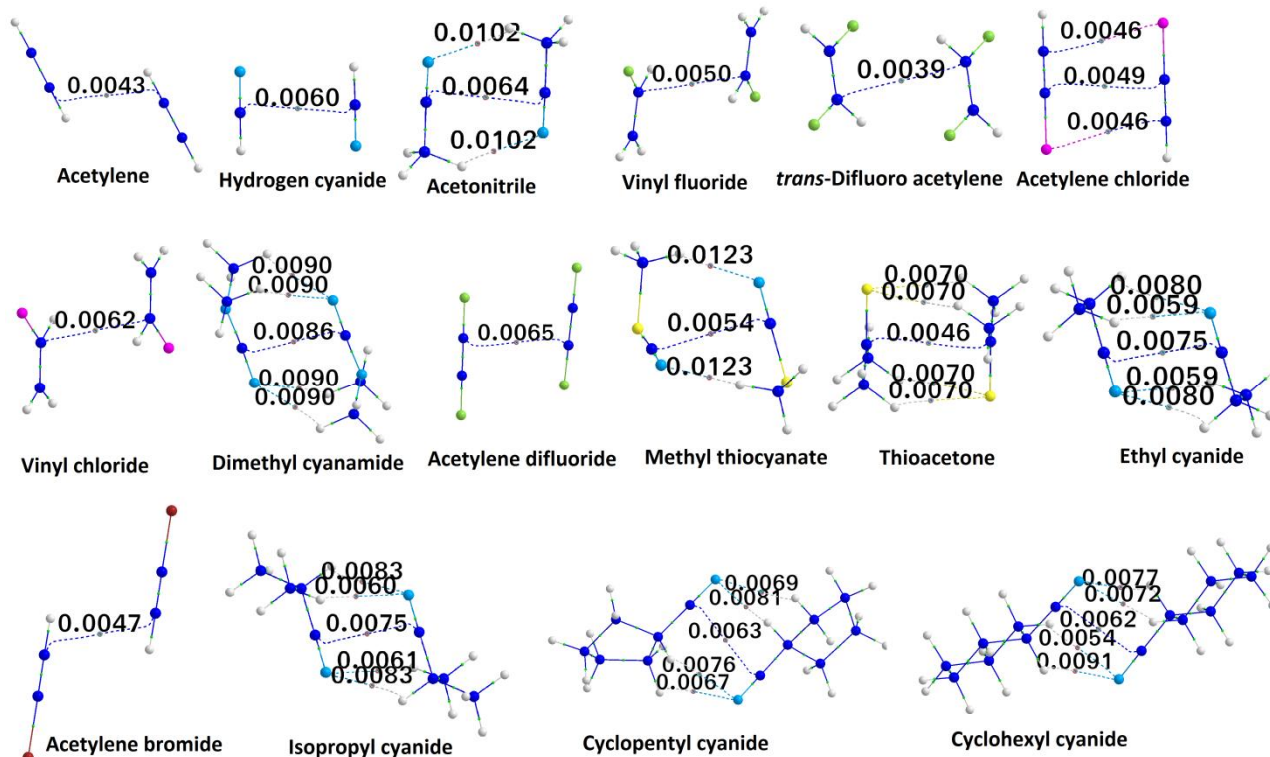 0.0043
Acetylene
0.0060
Hydrogen cyanide
0.0102
0.0064
0.0102
Acetonitrile
0.0050
Vinyl fluoride
0.0039
trans-Difluoro acetylene
0.0046
0.0049
0.0046
Acetylene chloride
0.0062
Vinyl chloride
0.0090
0.0090
0.0086
0.0090
0.0090
Dimethyl cyanamide
0.0065
Acetylene difluoride
0.0123
0.0054
0.0123
Methyl thiocyanate
0.0070
0.0070
0.0046
0.0070
0.0070
Thioacetone
0.0080
0.0059
0.0075
0.0059
0.0080
Ethyl cyanide
0.0047
Acetylene bromide
0.0083
0.0060
0.0075
0.0061
0.0083
Isopropyl cyanide
0.0069
0.0081
0.0063
0.0076
0.0067
Cyclopentyl cyanide
0.0077
0.0072
0.0062
0.0054
0.0091
Cyclohexyl cyanide